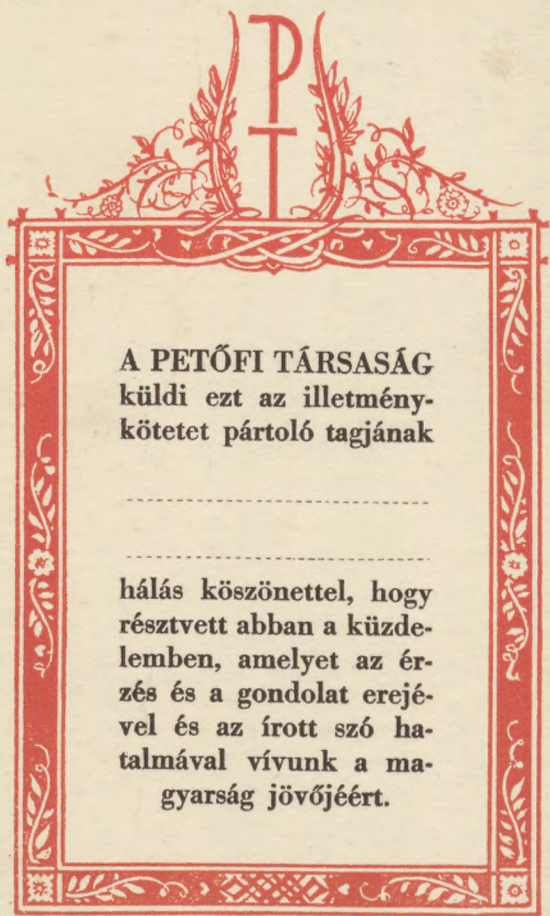 PT
A PETŐFI TÁRSASÁG
küldi ezt az illetmény-
kötetet pártoló tagjának
hálás köszönettel, hogy
résztvett abban a küzde-
lemben, amelyet az ér-
zés és a gondolat erejé-
vel és az írott szó ha-
talmával vívunk a ma-
gyarság jövőjéért.